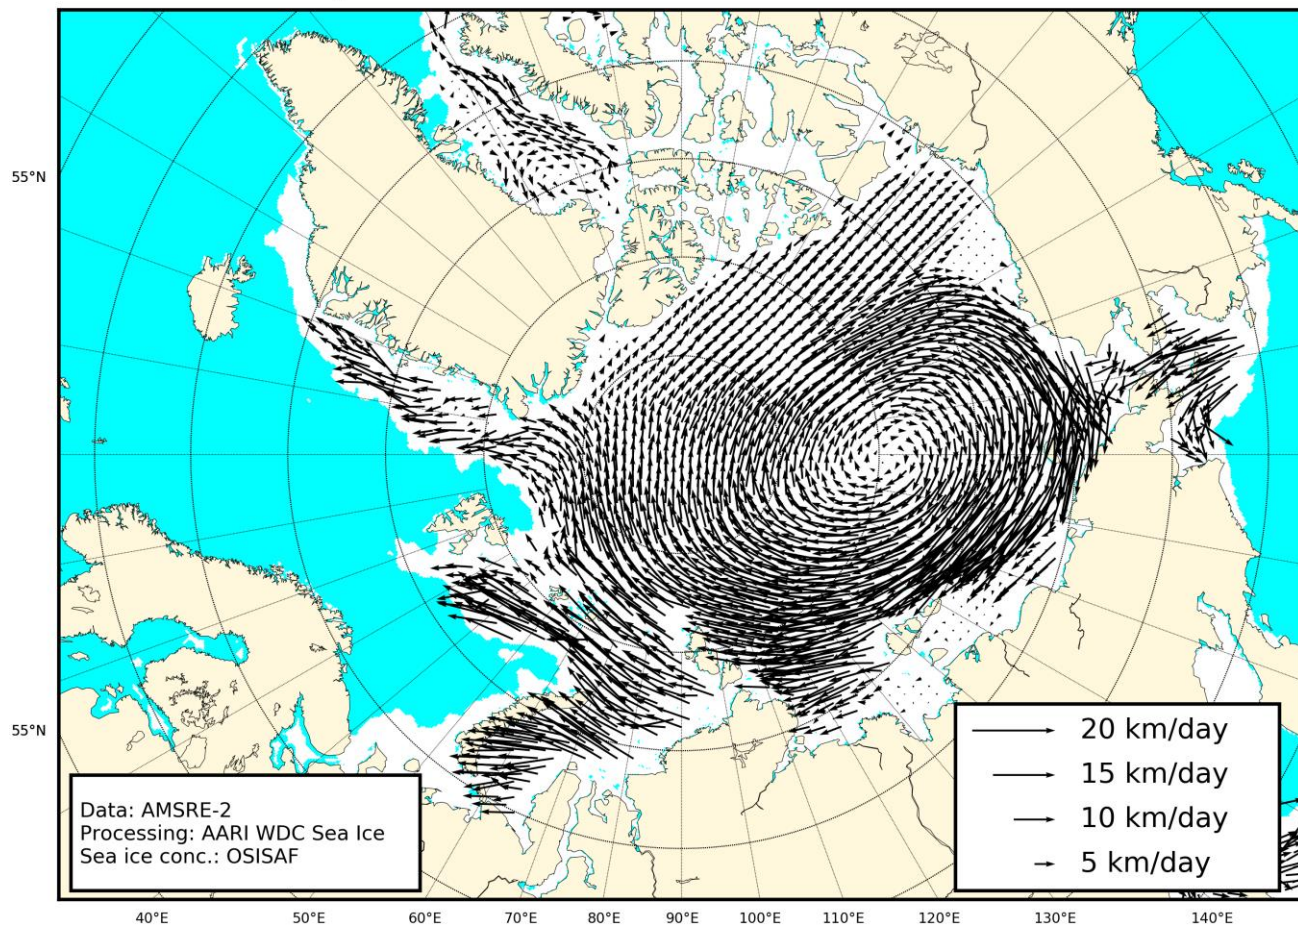 55°N
55°N
20 km/day
15 km/day
10 km/day
5 km/day
Data: AMSRE-2
Processing: AARI WDC Sea Ice
Sea ice conc.: OSISAF
40°E 50°E 60°E 70°E 80°E 90°E 100°E 110°E 120°E 130°E 140°E